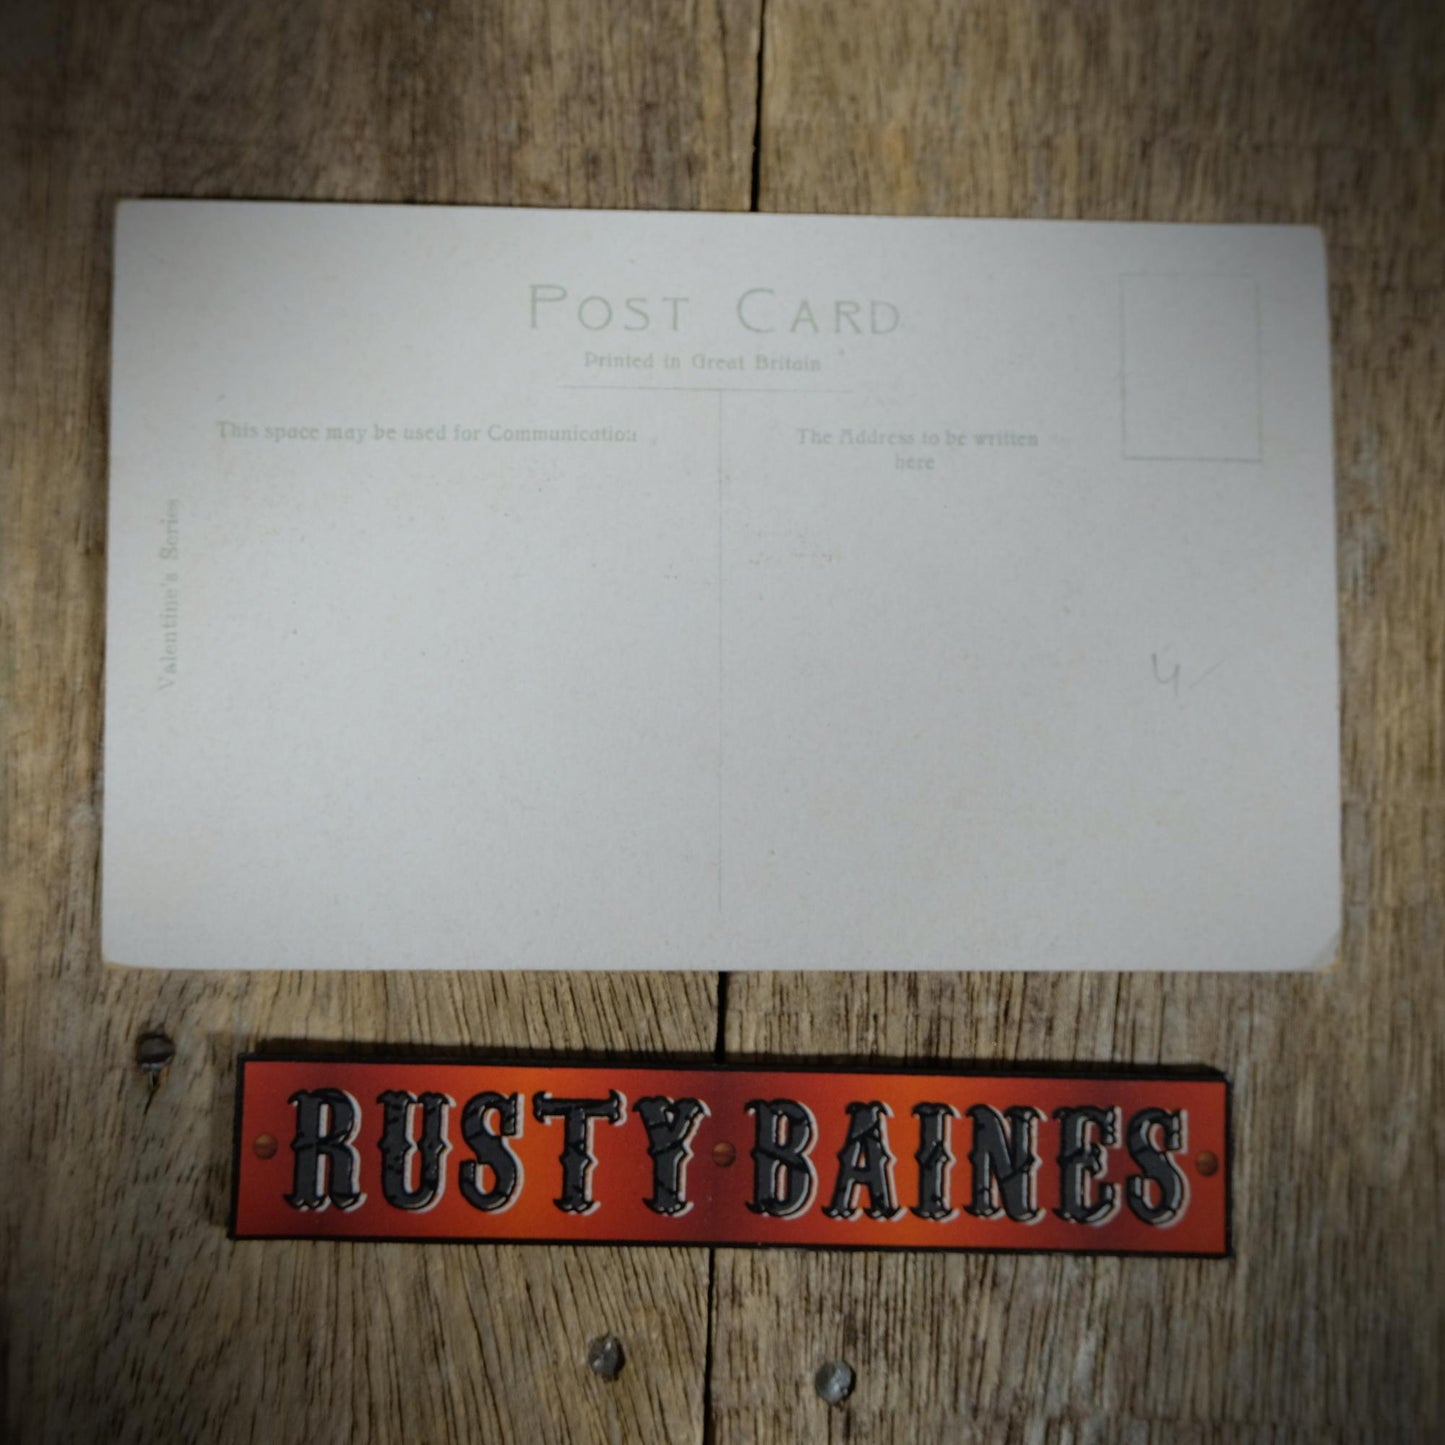 POST CARD
Printed in Great Britain
This space may be used for Communication
The Address to be written
here
Valentine's Series
4/-
RUSTY BAINES